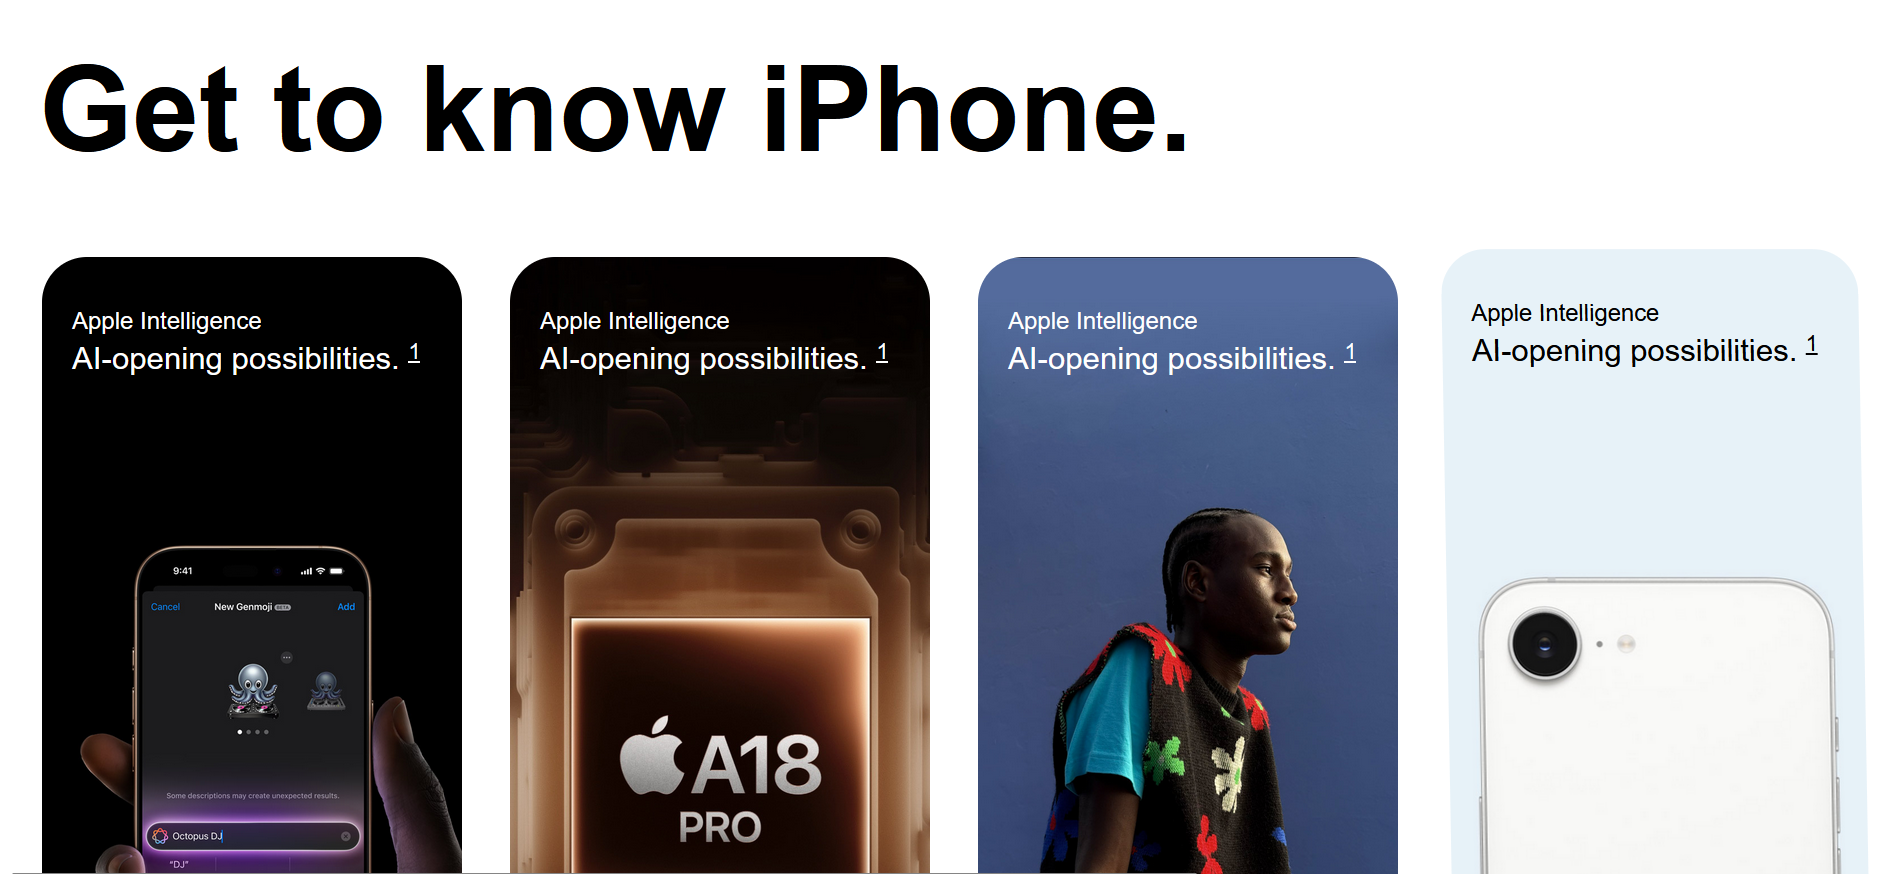 Get to know iPhone.
Apple Intelligence
AI-opening possibilities. 1
9:41
Cancel
New Genmoji BETA
Add
Some descriptions may create unexpected results.
Octopus DJ
“DJ”
Apple Intelligence
AI-opening possibilities. 1
A18
PRO
Apple Intelligence
AI-opening possibilities. 1
Apple Intelligence
AI-opening possibilities. 1